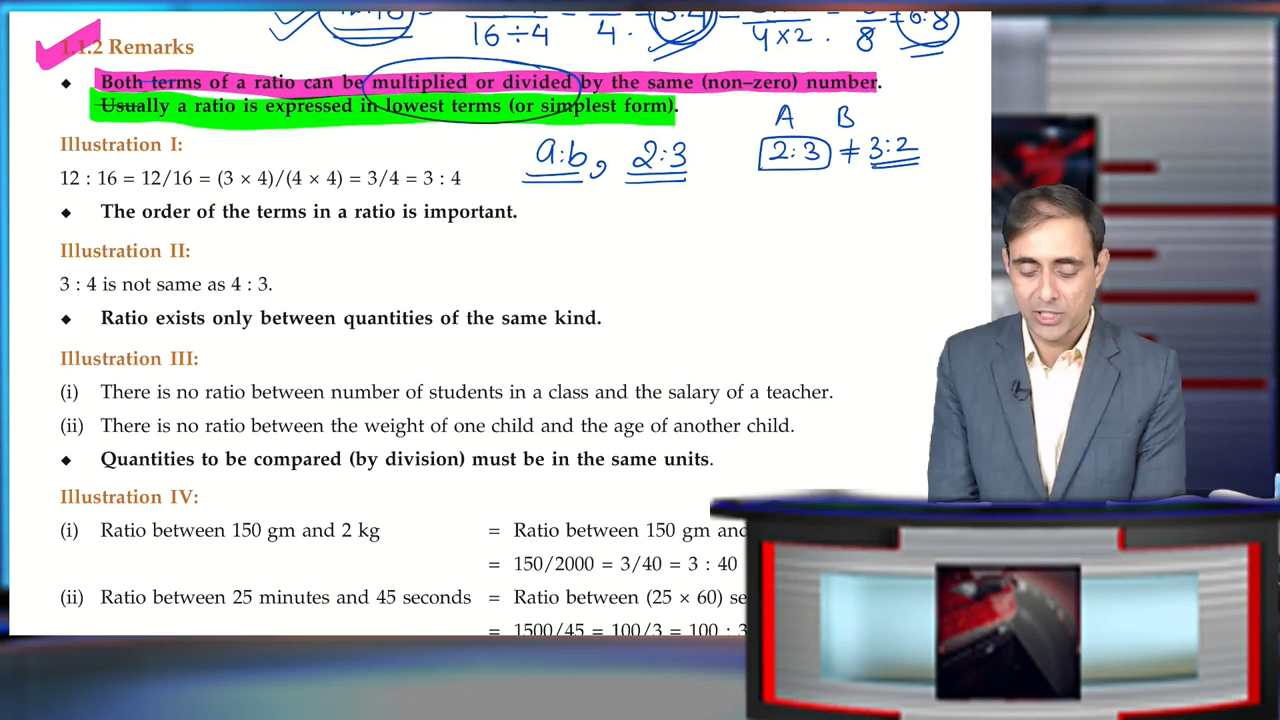 16÷4 = 4 . 4×2 . 8
1.1.2 Remarks
◆ Both terms of a ratio can be multiplied or divided by the same (non–zero) number.
Usually a ratio is expressed in lowest terms (or simplest form).
A B
a:b, 2:3 2:3 ≠ 3:2
Illustration I:
12 : 16 = 12/16 = (3 × 4)/(4 × 4) = 3/4 = 3 : 4
◆ The order of the terms in a ratio is important.
Illustration II:
3 : 4 is not same as 4 : 3.
◆ Ratio exists only between quantities of the same kind.
Illustration III:
(i) There is no ratio between number of students in a class and the salary of a teacher.
(ii) There is no ratio between the weight of one child and the age of another child.
◆ Quantities to be compared (by division) must be in the same units.
Illustration IV:
(i) Ratio between 150 gm and 2 kg = Ratio between 150 gm and
= 150/2000 = 3/40 = 3 : 40
(ii) Ratio between 25 minutes and 45 seconds = Ratio between (25 × 60) se
= 1500/45 = 100/3 = 100 : 3